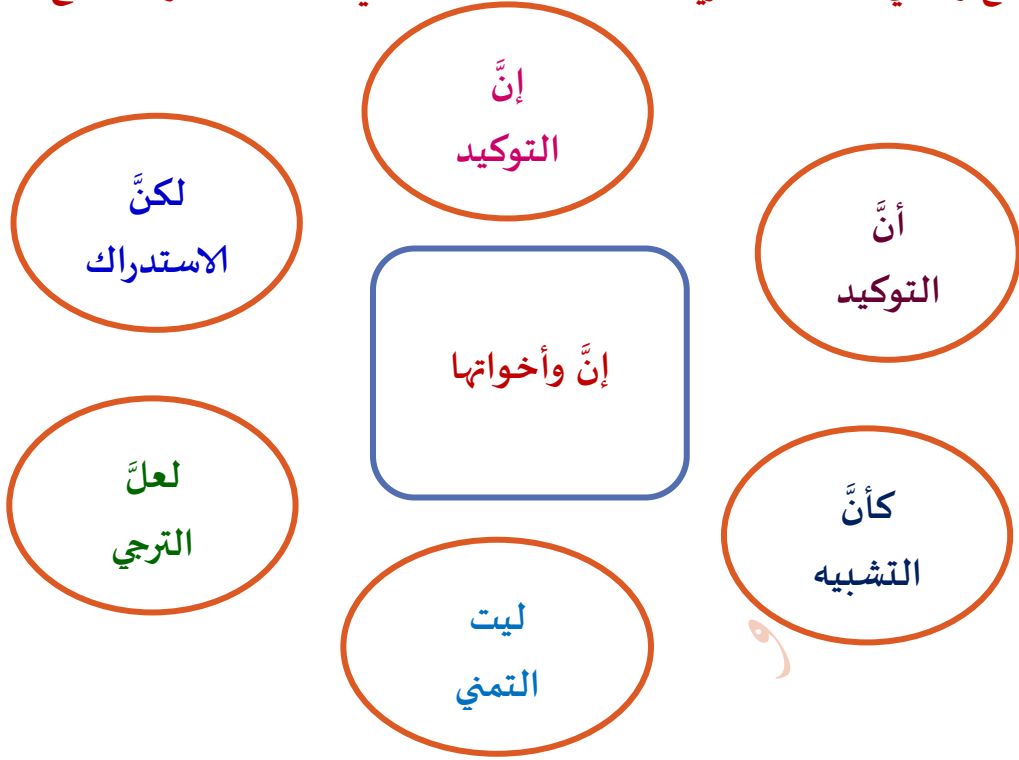 إنَّ
التوكيد
أنَّ
التوكيد
لكنَّ
الاستدراك
إنَّ وأخواتها
كأنَّ
التشبيه
لعلَّ
الترجي
ليت
التمني